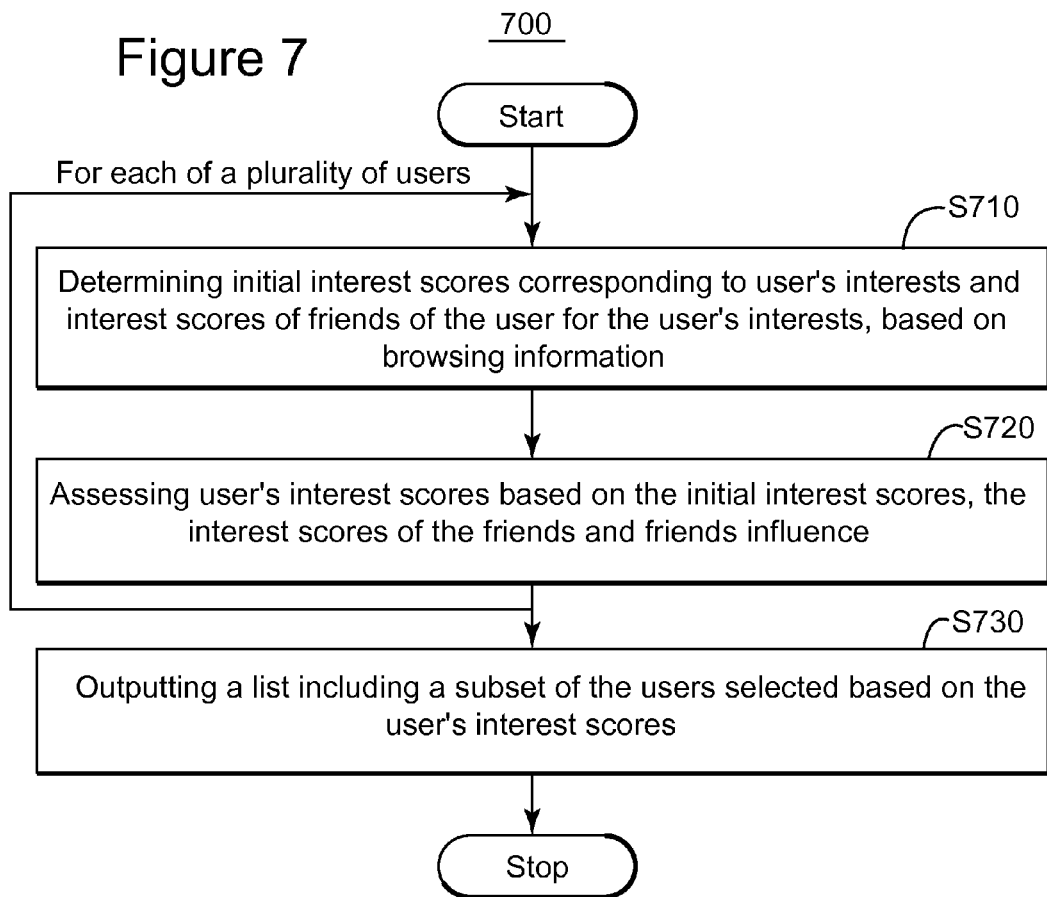 Figure 7
700
Start
For each of a plurality of users
S710
Determining initial interest scores corresponding to user's interests and
interest scores of friends of the user for the user's interests, based on
browsing information
S720
Assessing user's interest scores based on the initial interest scores, the
interest scores of the friends and friends influence
S730
Outputting a list including a subset of the users selected based on the
user's interest scores
Stop